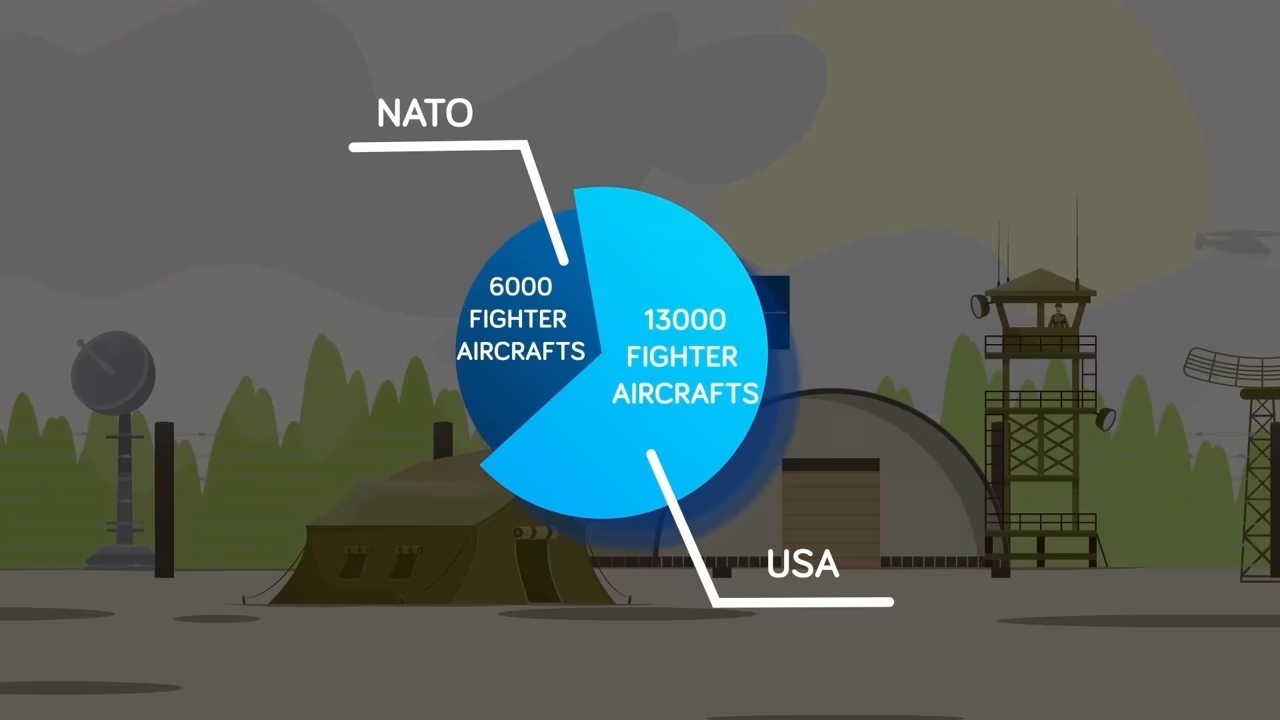 NATO
6000
FIGHTER
AIRCRAFTS
13000
FIGHTER
AIRCRAFTS
USA